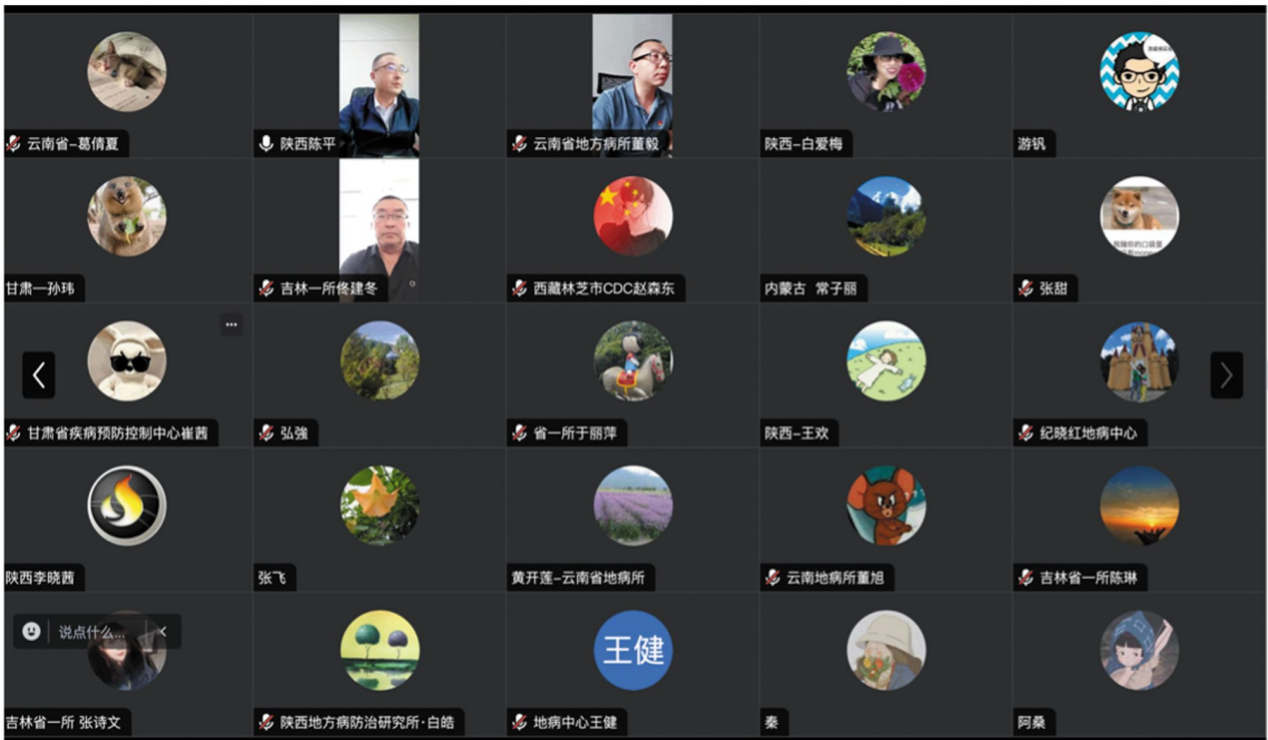 云南省-葛倩夏
陕西陈平
云南省地方病所董毅
陕西-白爱梅
游钒
甘肃—孙玮
吉林一所佟建冬
西藏林芝市CDC赵森东
内蒙古 常子丽
张甜
甘肃省疾病预防控制中心崔茜
弘強
省一所于丽萍
陕西-王欢
纪晓红地病中心
陕西李晓茜
张飞
黄开莲-云南省地病所
云南地病所董旭
吉林省一所陈琳
说点什么...
王健
吉林省一所 张诗文
陕西地方病防治研究所·白皓
地病中心王健
秦
阿桑